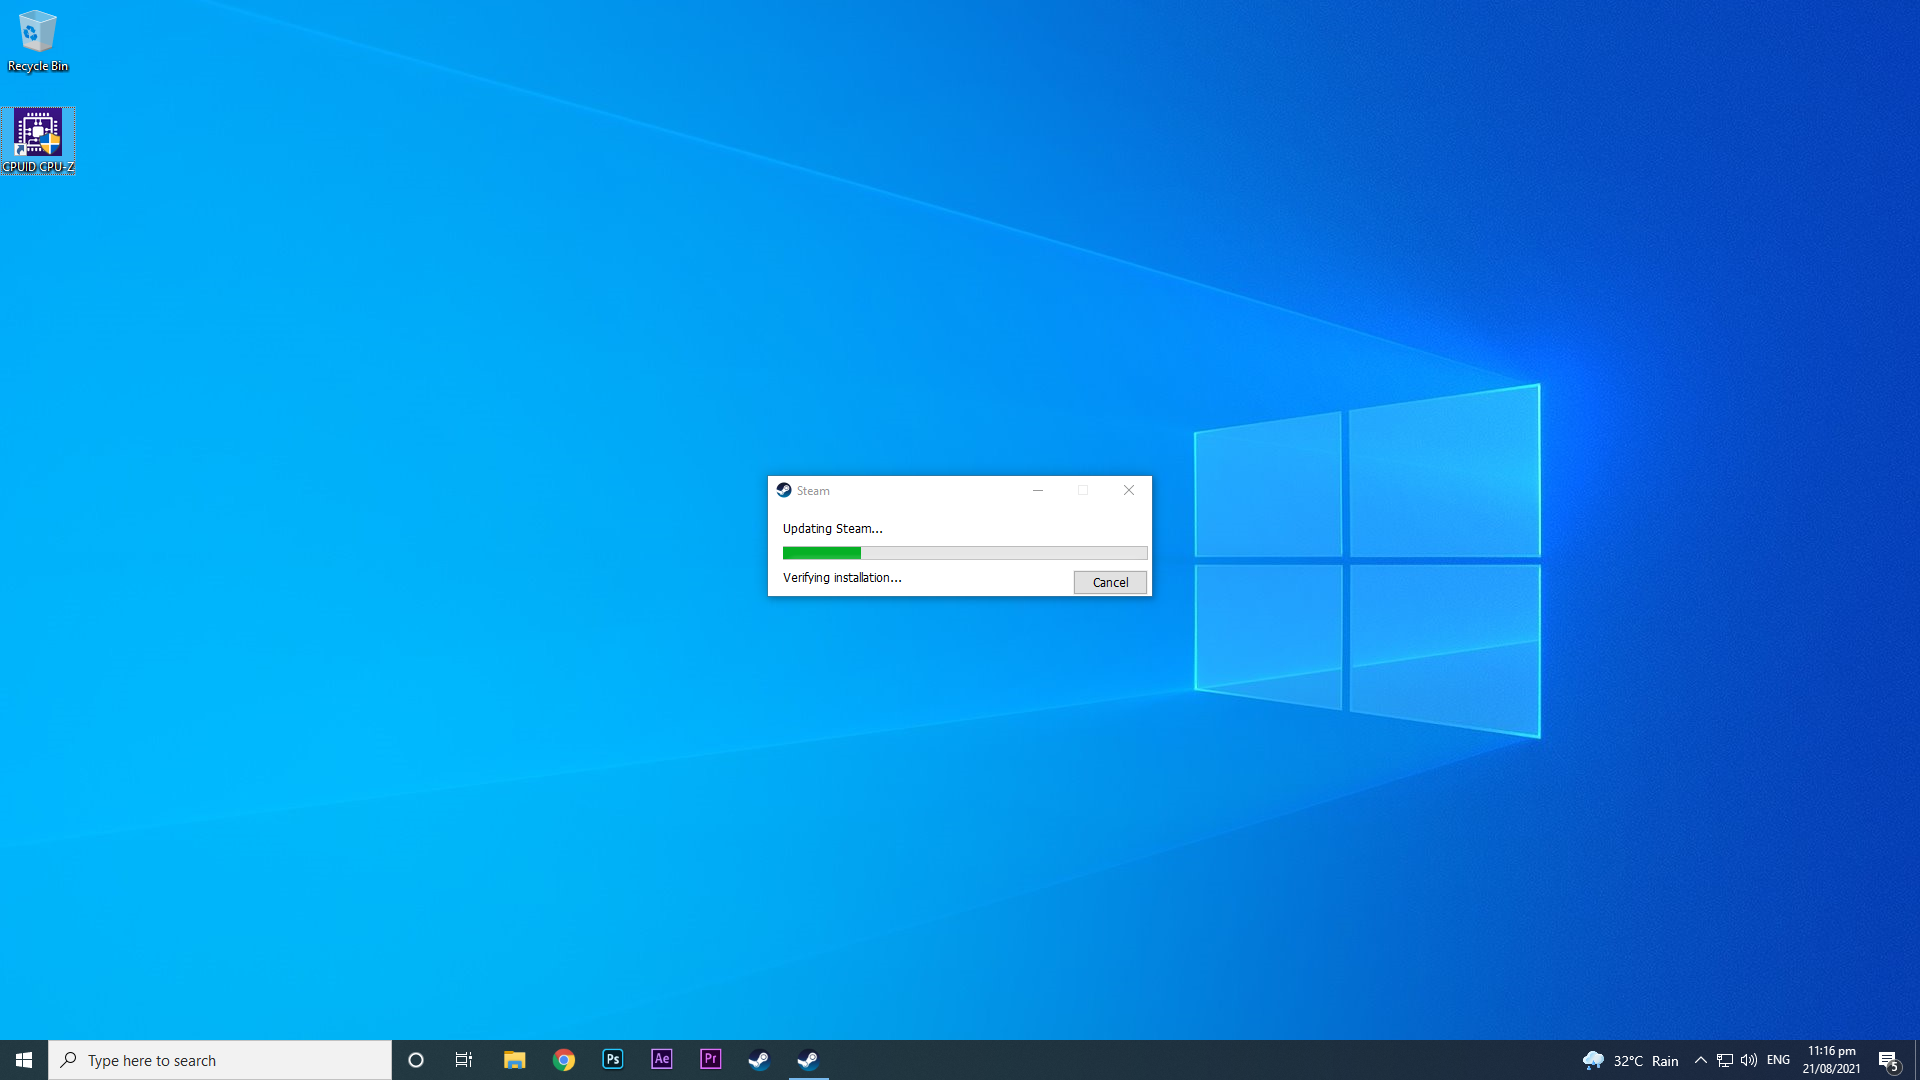 Recycle Bin
CPUID CPU-Z
Steam
Updating Steam...
Verifying installation...
Cancel
Type here to search
Ps
Ae
Pr
32°C Rain
ENG
11:16 pm
21/08/2021
5